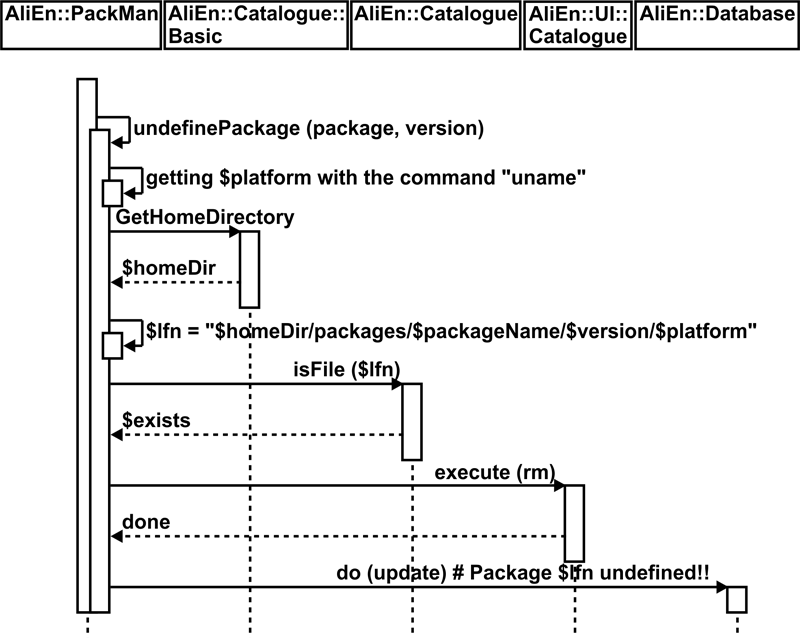 AliEn::PackMan
AliEn::Catalogue::
Basic
AliEn::Catalogue
AliEn::UI::
Catalogue
AliEn::Database
undefinePackage (package, version)
getting $platform with the command "uname"
GetHomeDirectory
$homeDir
$lfn = "$homeDir/packages/$packageName/$version/$platform"
isFile ($lfn)
$exists
execute (rm)
done
do (update) # Package $lfn undefined!!